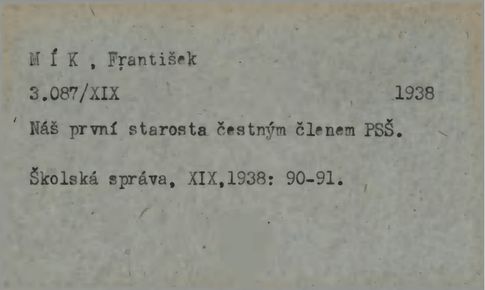 M Í K , František
3.087/XIX 1938
Náš první starosta čestným členem PSŠ.
Školská správa, XIX,1938: 90-91.